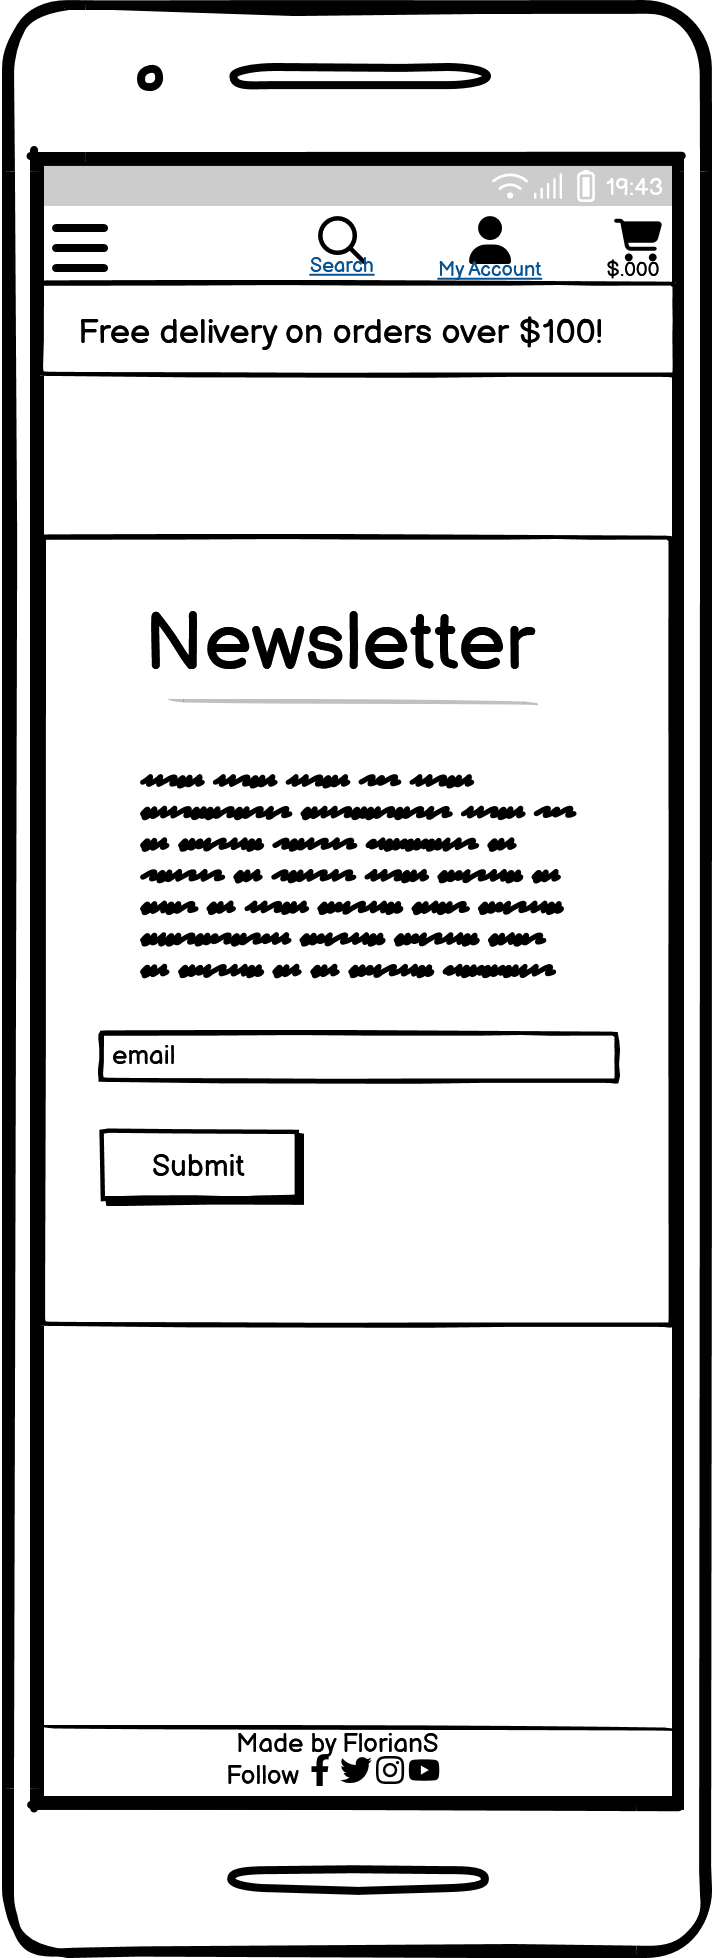 19:43
Search
My Account
$.000
Free delivery on orders over $100!
Newsletter
email
Submit
Made by FlorianS
Follow